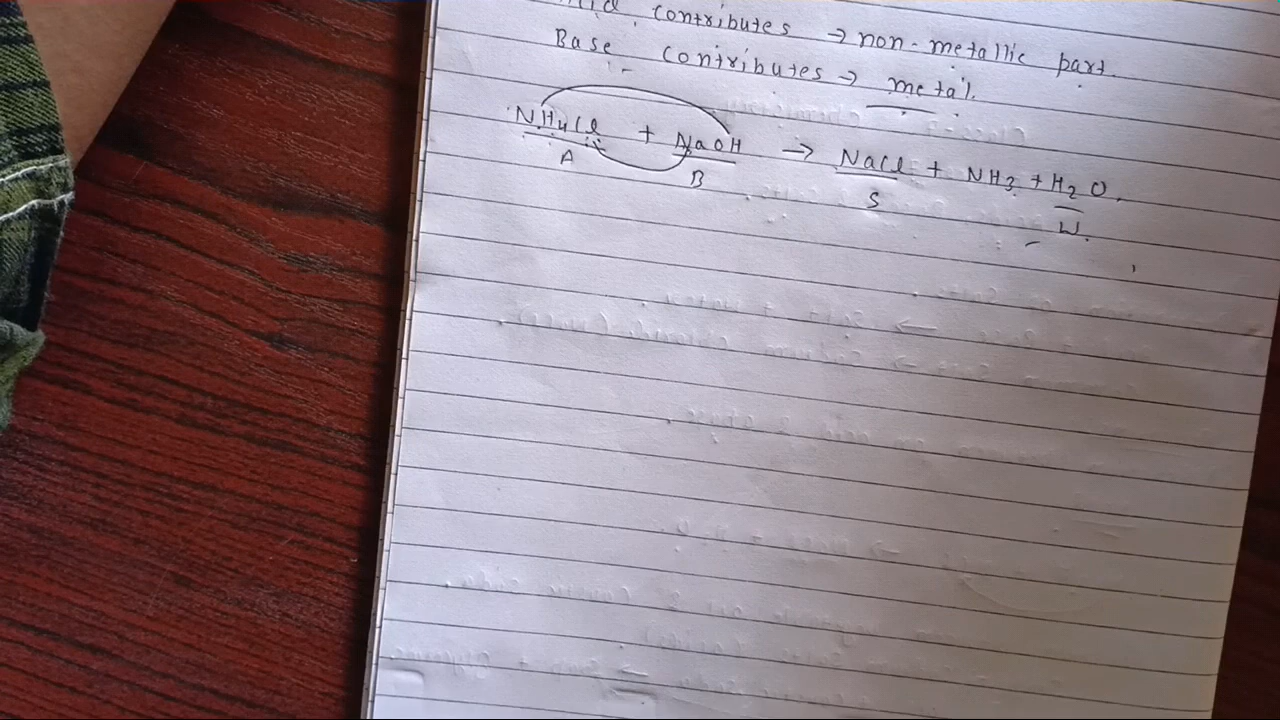 contributes → non-metallic part.
Base contributes → metal.
NH4Cl + NaOH → NaCl + NH3 + H2O.
A B S W.